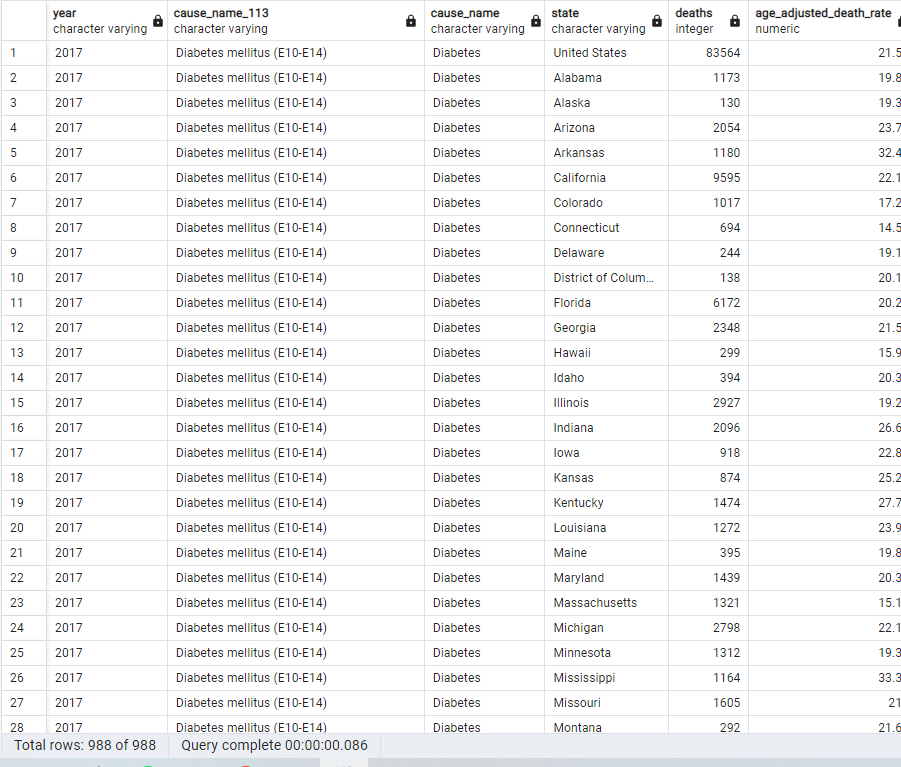 year cause_name_113 cause_name state deaths age_adjusted_death_rate
character varying character varying character varying character varying integer numeric
1 2017 Diabetes mellitus (E10-E14) Diabetes United States 83564 21.5
2 2017 Diabetes mellitus (E10-E14) Diabetes Alabama 1173 19.8
3 2017 Diabetes mellitus (E10-E14) Diabetes Alaska 130 19.3
4 2017 Diabetes mellitus (E10-E14) Diabetes Arizona 2054 23.7
5 2017 Diabetes mellitus (E10-E14) Diabetes Arkansas 1180 32.4
6 2017 Diabetes mellitus (E10-E14) Diabetes California 9595 22.1
7 2017 Diabetes mellitus (E10-E14) Diabetes Colorado 1017 17.2
8 2017 Diabetes mellitus (E10-E14) Diabetes Connecticut 694 14.5
9 2017 Diabetes mellitus (E10-E14) Diabetes Delaware 244 19.1
10 2017 Diabetes mellitus (E10-E14) Diabetes District of Colum... 138 20.1
11 2017 Diabetes mellitus (E10-E14) Diabetes Florida 6172 20.2
12 2017 Diabetes mellitus (E10-E14) Diabetes Georgia 2348 21.5
13 2017 Diabetes mellitus (E10-E14) Diabetes Hawaii 299 15.9
14 2017 Diabetes mellitus (E10-E14) Diabetes Idaho 394 20.3
15 2017 Diabetes mellitus (E10-E14) Diabetes Illinois 2927 19.2
16 2017 Diabetes mellitus (E10-E14) Diabetes Indiana 2096 26.6
17 2017 Diabetes mellitus (E10-E14) Diabetes Iowa 918 22.8
18 2017 Diabetes mellitus (E10-E14) Diabetes Kansas 874 25.2
19 2017 Diabetes mellitus (E10-E14) Diabetes Kentucky 1474 27.7
20 2017 Diabetes mellitus (E10-E14) Diabetes Louisiana 1272 23.9
21 2017 Diabetes mellitus (E10-E14) Diabetes Maine 395 19.8
22 2017 Diabetes mellitus (E10-E14) Diabetes Maryland 1439 20.3
23 2017 Diabetes mellitus (E10-E14) Diabetes Massachusetts 1321 15.1
24 2017 Diabetes mellitus (E10-E14) Diabetes Michigan 2798 22.1
25 2017 Diabetes mellitus (E10-E14) Diabetes Minnesota 1312 19.3
26 2017 Diabetes mellitus (E10-E14) Diabetes Mississippi 1164 33.3
27 2017 Diabetes mellitus (E10-E14) Diabetes Missouri 1605 21
28 2017 Diabetes mellitus (E10-E14) Diabetes Montana 292 21.6
Total rows: 988 of 988 Query complete 00:00:00.086